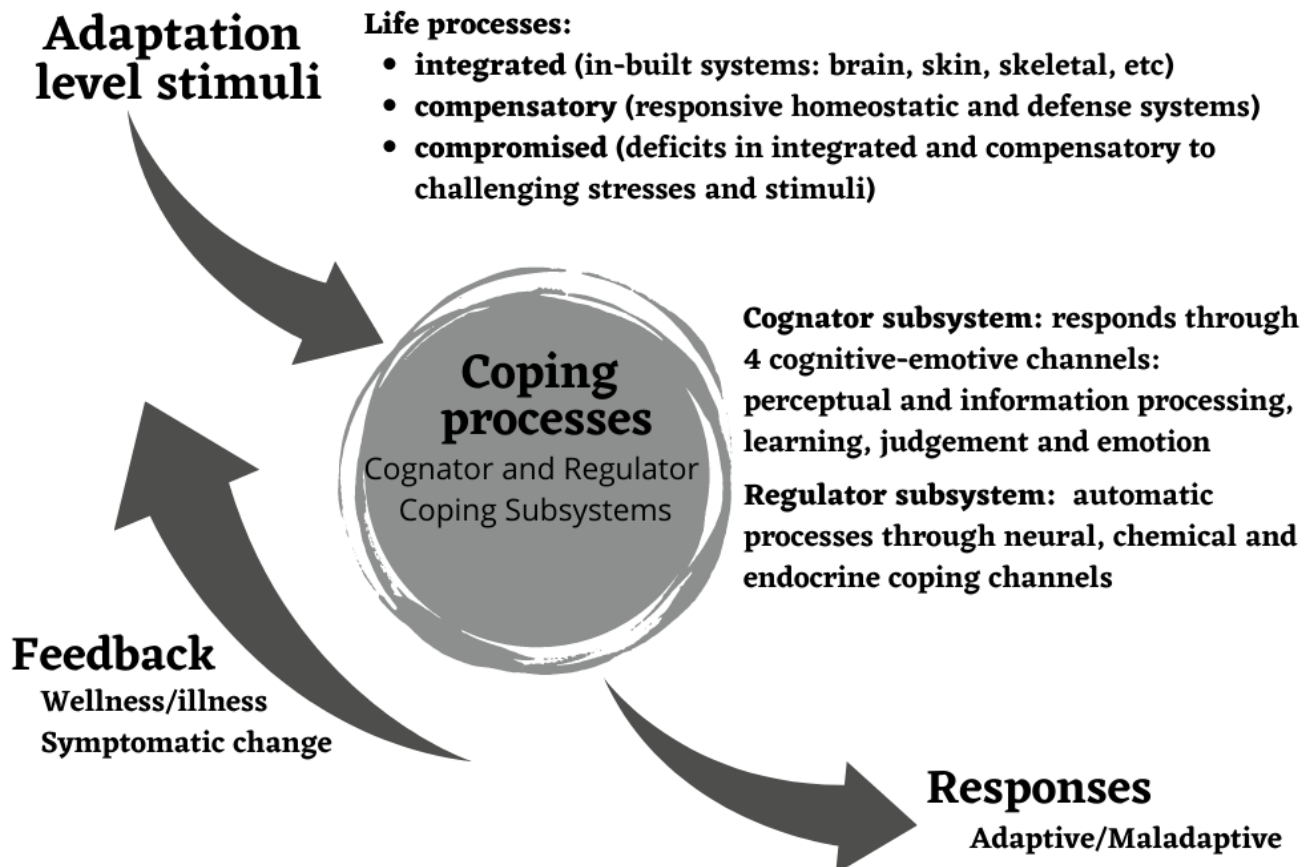 Adaptation
level stimuli
Life processes:
• integrated (in-built systems: brain, skin, skeletal, etc)
• compensatory (responsive homeostatic and defense systems)
• compromised (deficits in integrated and compensatory to
challenging stresses and stimuli)
Coping
processes
Cognator and Regulator
Coping Subsystems
Cognator subsystem: responds through
4 cognitive-emotive channels:
perceptual and information processing,
learning, judgement and emotion
Regulator subsystem: automatic
processes through neural, chemical and
endocrine coping channels
Feedback
Wellness/illness
Symptomatic change
Responses
Adaptive/Maladaptive